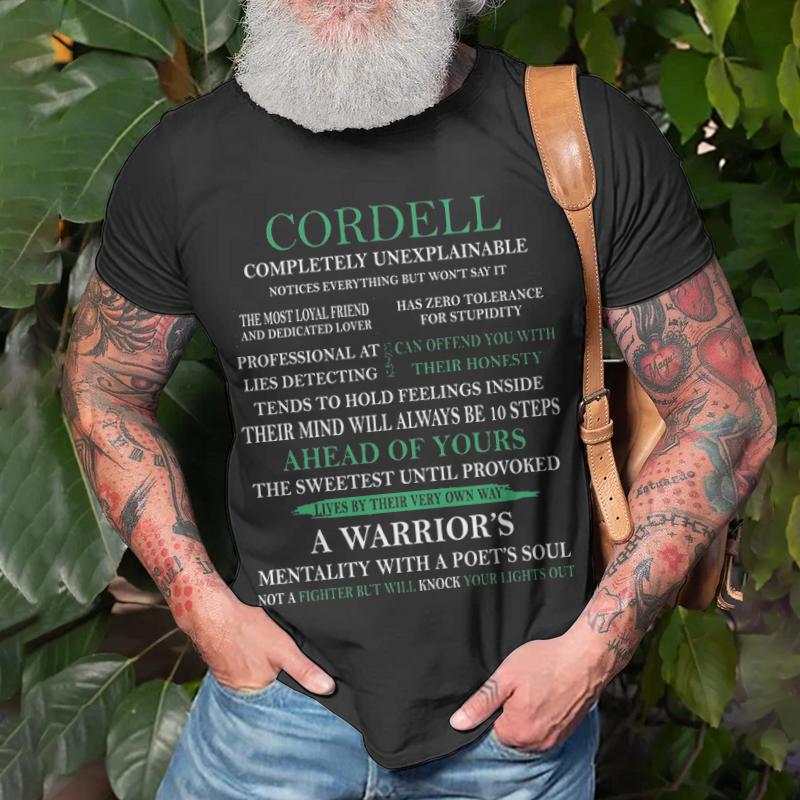 CORDELL
COMPLETELY UNEXPLAINABLE
NOTICES EVERYTHING BUT WON'T SAY IT
THE MOST LOYAL FRIEND
AND DEDICATED LOVER
HAS ZERO TOLERANCE
FOR STUPIDITY
PROFESSIONAL AT
LIES DETECTING
CAN OFFEND YOU WITH
THEIR HONESTY
TENDS TO HOLD FEELINGS INSIDE
THEIR MIND WILL ALWAYS BE 10 STEPS
AHEAD OF YOURS
THE SWEETEST UNTIL PROVOKED
LIVES BY THEIR VERY OWN WAY
A WARRIOR'S
MENTALITY WITH A POET'S SOUL
NOT A FIGHTER BUT WILL KNOCK YOUR LIGHTS OUT